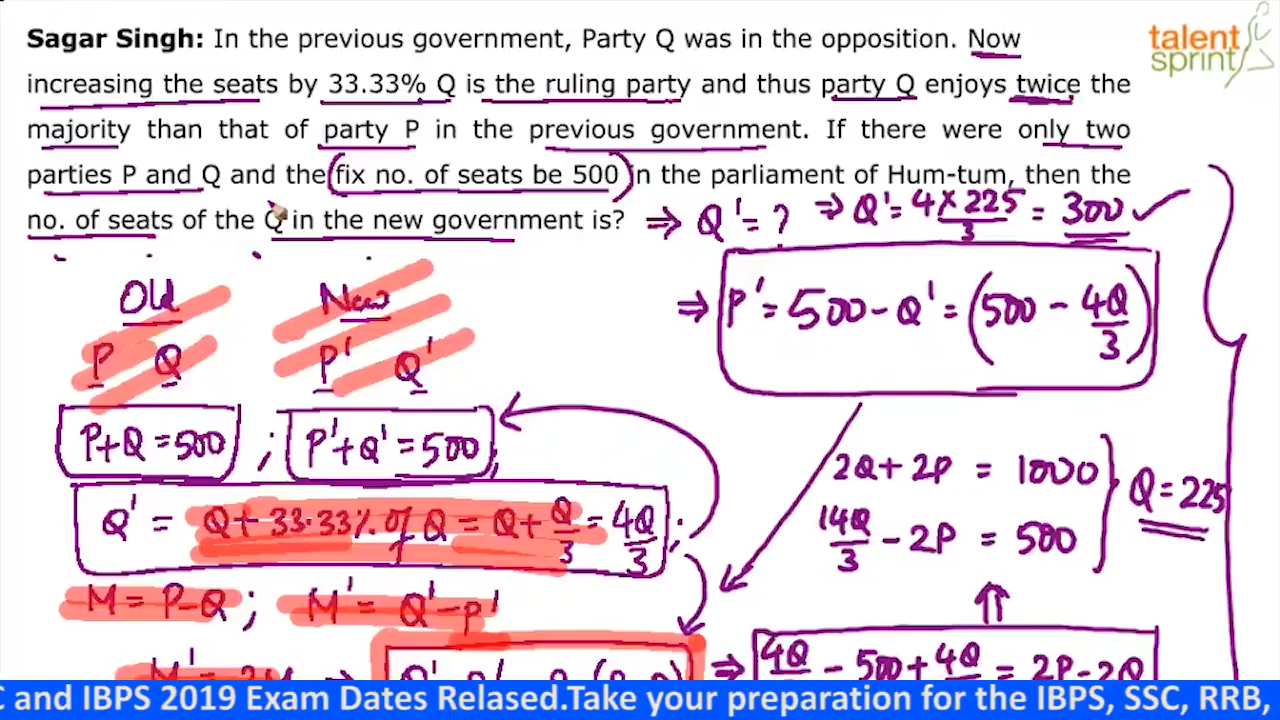 Sagar Singh: In the previous government, Party Q was in the opposition. Now
increasing the seats by 33.33% Q is the ruling party and thus party Q enjoys twice the
majority than that of party P in the previous government. If there were only two
parties P and Q and the fix no. of seats be 500 in the parliament of Hum-tum, then the
no. of seats of the Q in the new government is?
talent
sprint
⇒ Q' = ? ⇒ Q' = 4 × 225/3 = 300 ✓
⇒ P' = 500 - Q' = (500 - 4Q/3)
Old New
P Q P' Q'
P+Q = 500 ; P'+Q' = 500
Q' = Q + 33.33% of Q = Q + Q/3 = 4Q/3 ;
M = P-Q ; M' = Q'-P'
2Q + 2P = 1000
14Q/3 - 2P = 500
Q = 225
⇒ 4Q - 500 + 4Q = 2P - 2Q
C and IBPS 2019 Exam Dates Relased.Take your preparation for the IBPS, SSC, RRB,